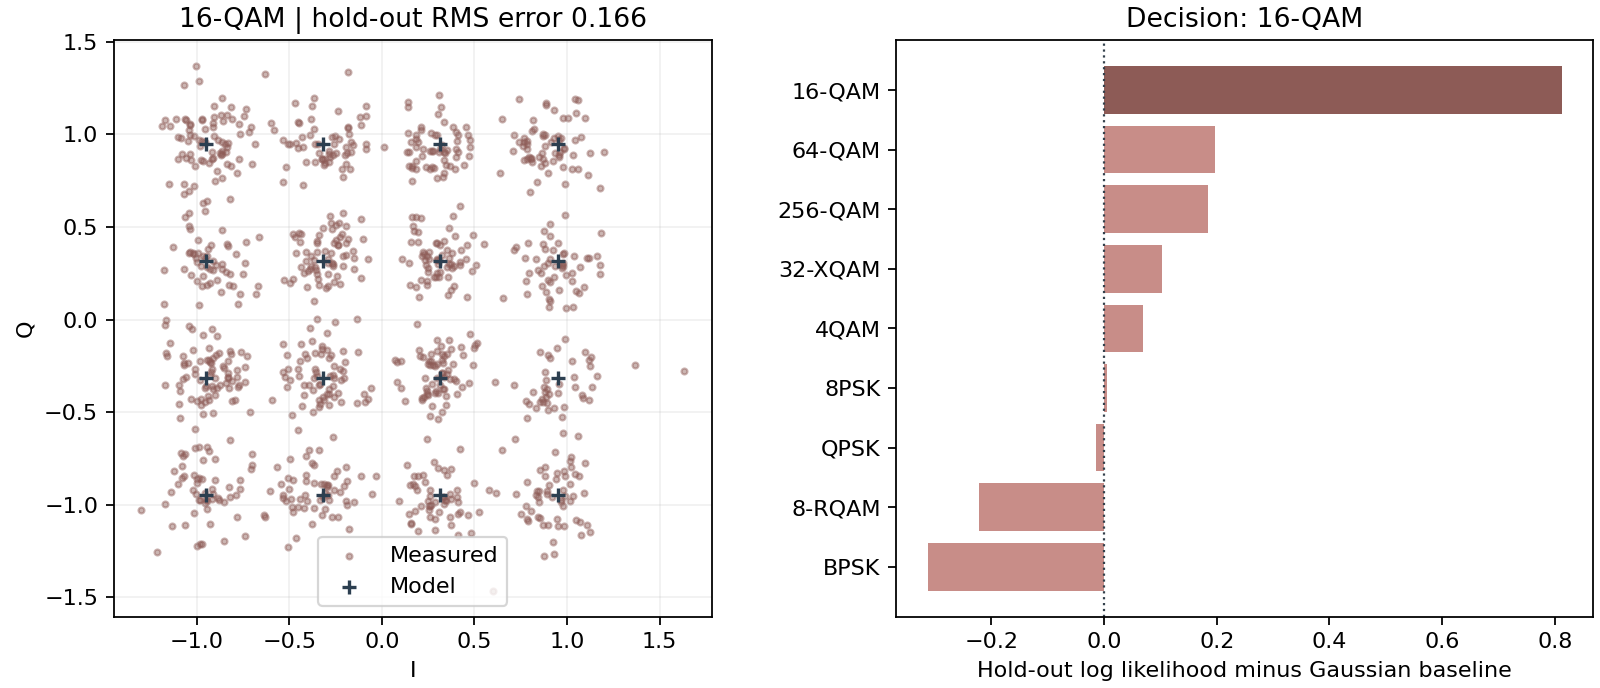 16-QAM | hold-out RMS error 0.166
1.5
1.0
0.5
0.0
−0.5
−1.0
−1.5
Q
Measured
Model
−1.0
−0.5
0.0
0.5
1.0
1.5
I
Decision: 16-QAM
16-QAM
64-QAM
256-QAM
32-XQAM
4QAM
8PSK
QPSK
8-RQAM
BPSK
−0.2
0.0
0.2
0.4
0.6
0.8
Hold-out log likelihood minus Gaussian baseline